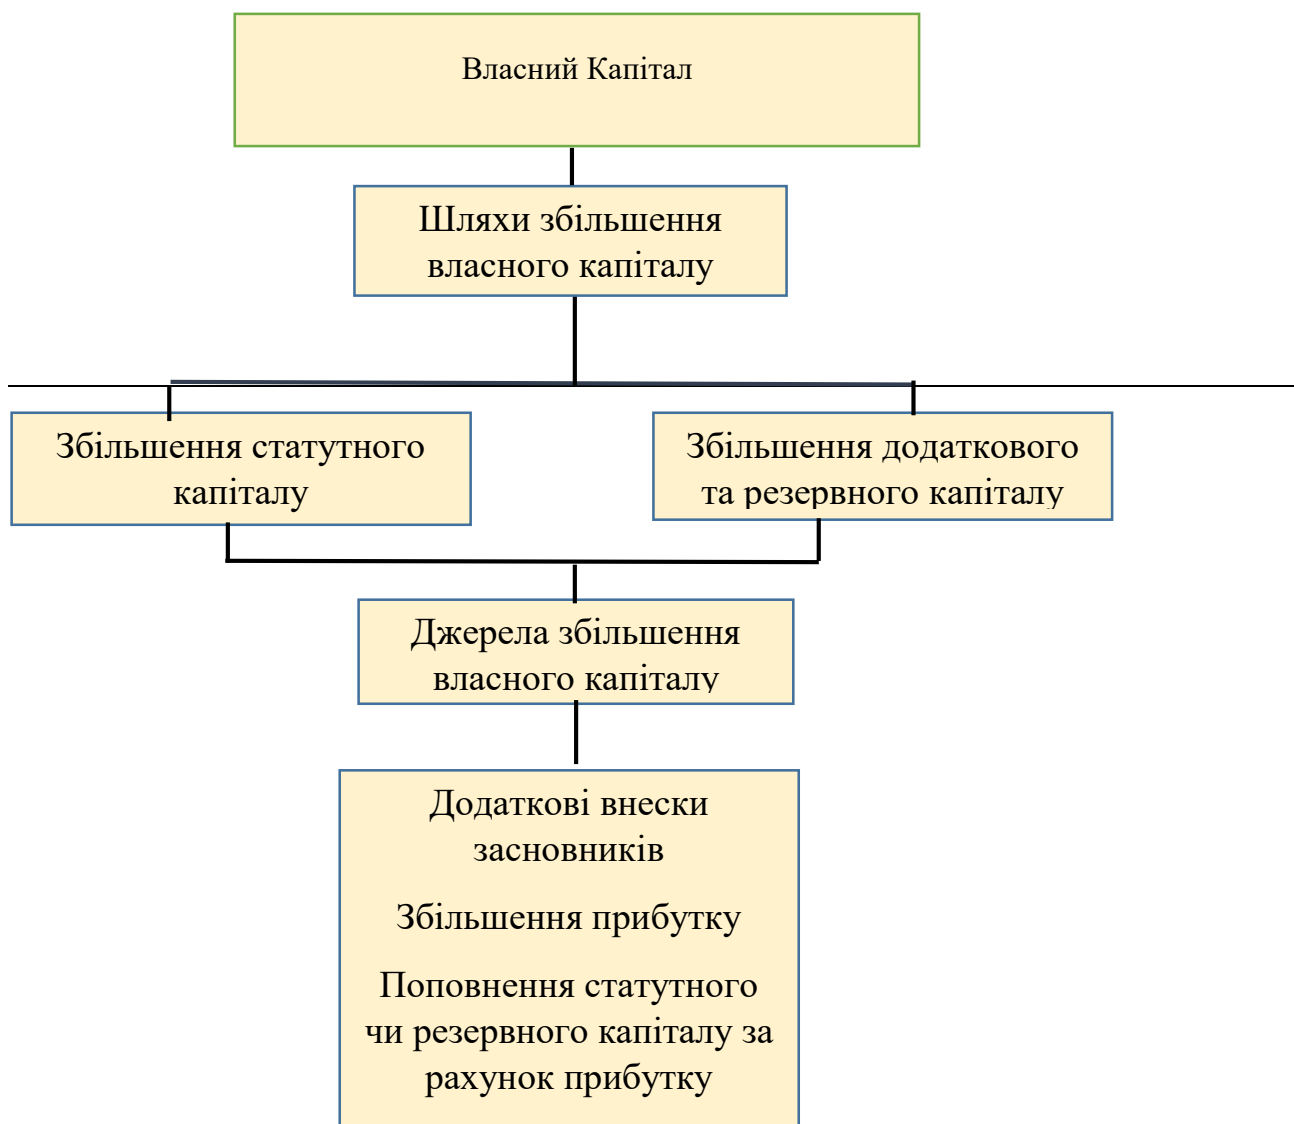 Власний Капітал
Шляхи збільшення
власного капіталу
Збільшення статутного
капіталу
Збільшення додаткового
та резервного капіталу
Джерела збільшення
власного капіталу
Додаткові внески
засновників
Збільшення прибутку
Поповнення статутного
чи резервного капіталу за
рахунок прибутку